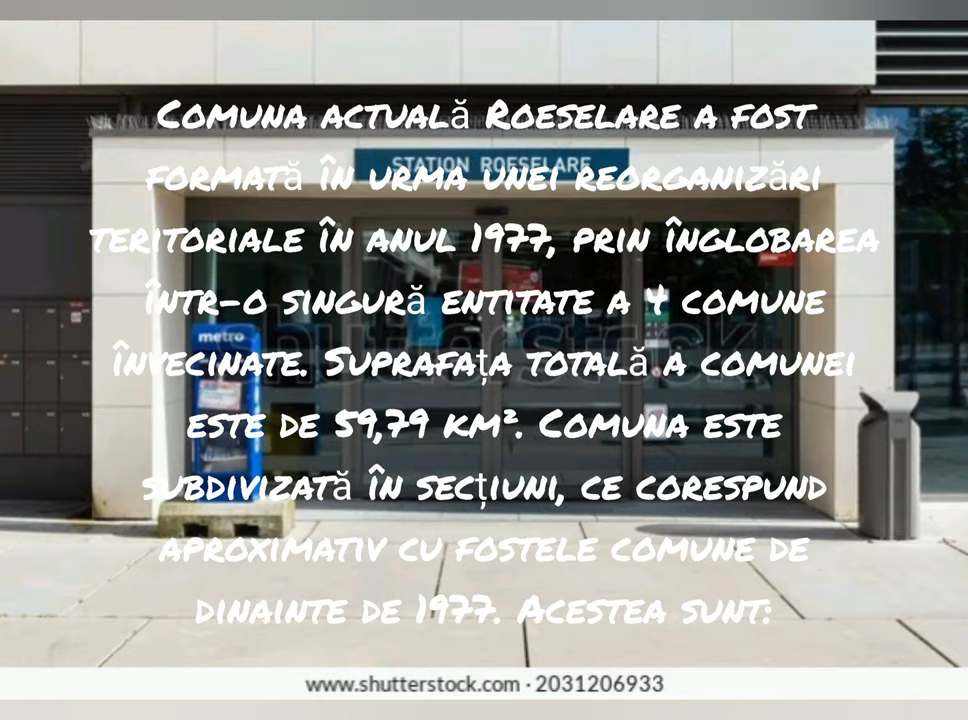 Comuna actuală Roeselare a fost
STATION ROESELARE
formată în urma unei reorganizări
teritoriale în anul 1977, prin înglobarea
într-o singură entitate a 4 comune
metro
învecinate. Suprafața totală a comunei
shutterstock
este de 59,79 km². Comuna este
subdivizată în secțiuni, ce corespund
aproximativ cu fostele comune de
dinainte de 1977. Acestea sunt:
www.shutterstock.com · 2031206933